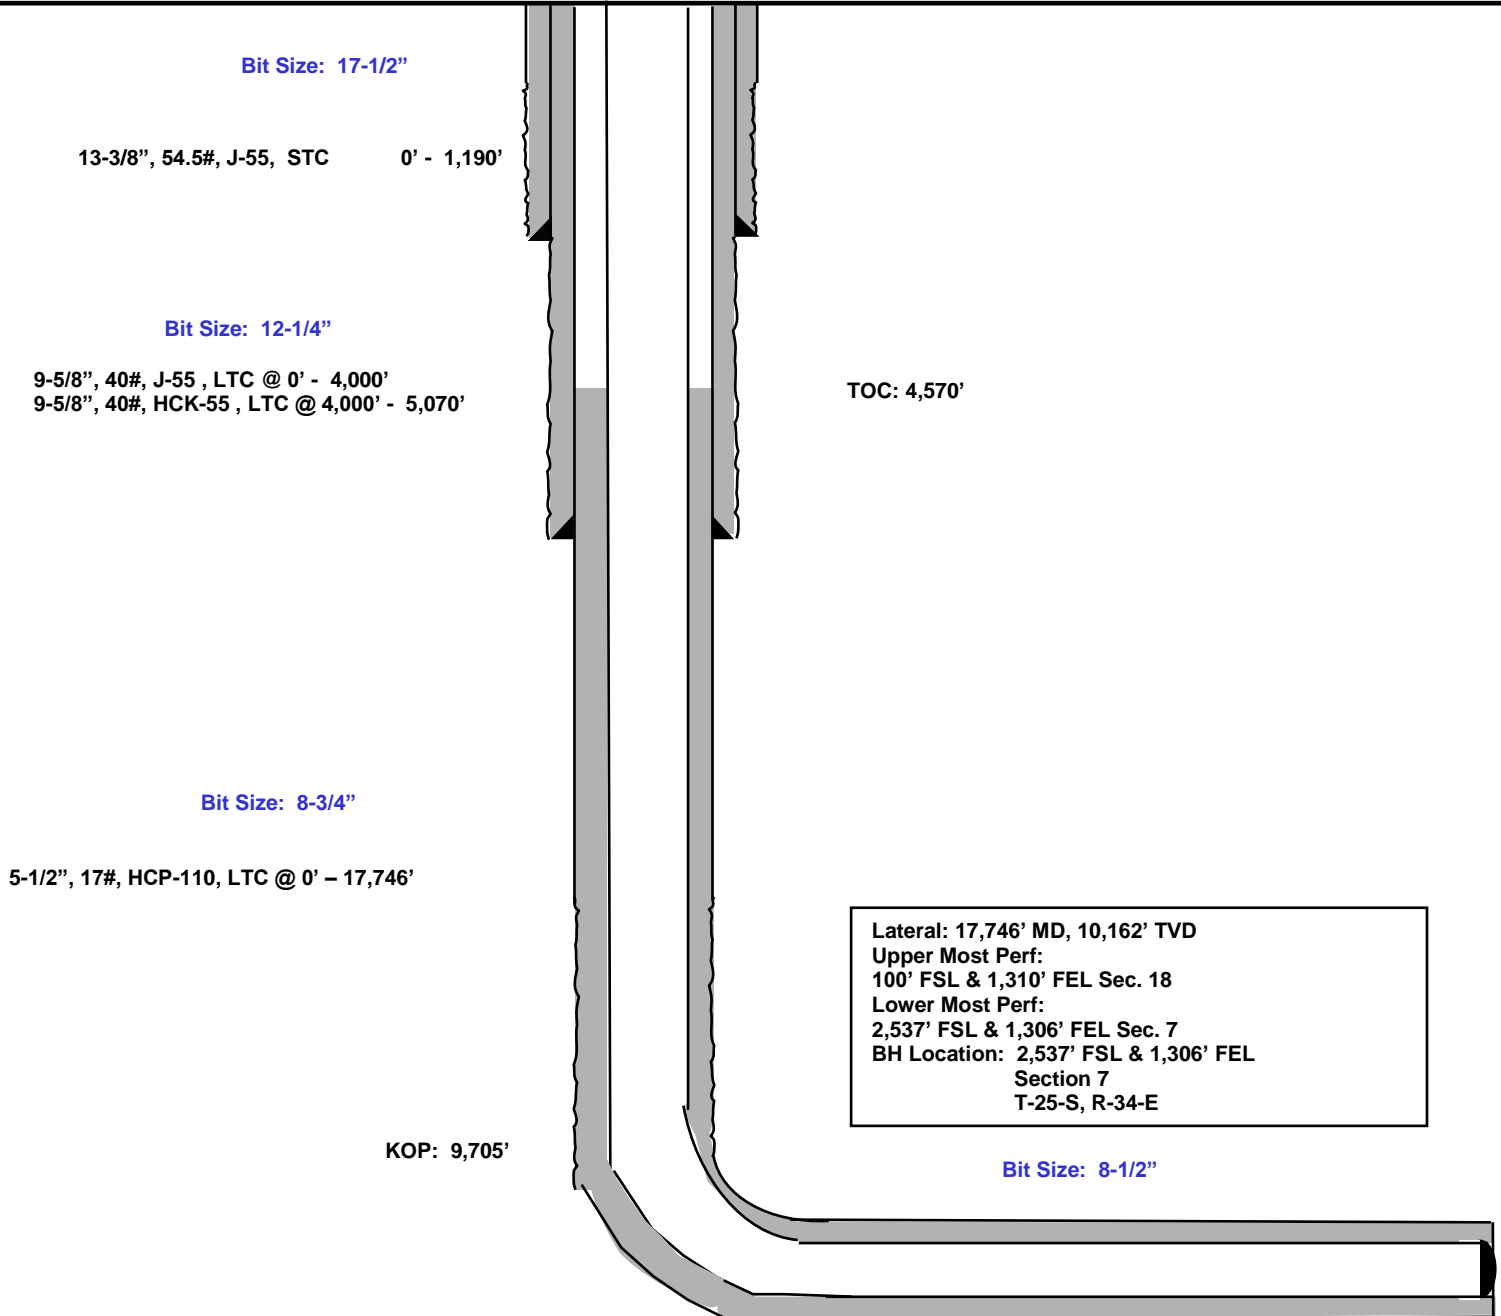 Bit Size: 17-1/2”
13-3/8”, 54.5#, J-55, STC 0’ - 1,190’
Bit Size: 12-1/4”
9-5/8”, 40#, J-55 , LTC @ 0’ - 4,000’
9-5/8”, 40#, HCK-55 , LTC @ 4,000’ - 5,070’
TOC: 4,570’
Bit Size: 8-3/4”
5-1/2”, 17#, HCP-110, LTC @ 0’ – 17,746’
Lateral: 17,746’ MD, 10,162’ TVD
Upper Most Perf:
100’ FSL & 1,310’ FEL Sec. 18
Lower Most Perf:
2,537’ FSL & 1,306’ FEL Sec. 7
BH Location: 2,537’ FSL & 1,306’ FEL
Section 7
T-25-S, R-34-E
KOP: 9,705’
Bit Size: 8-1/2”